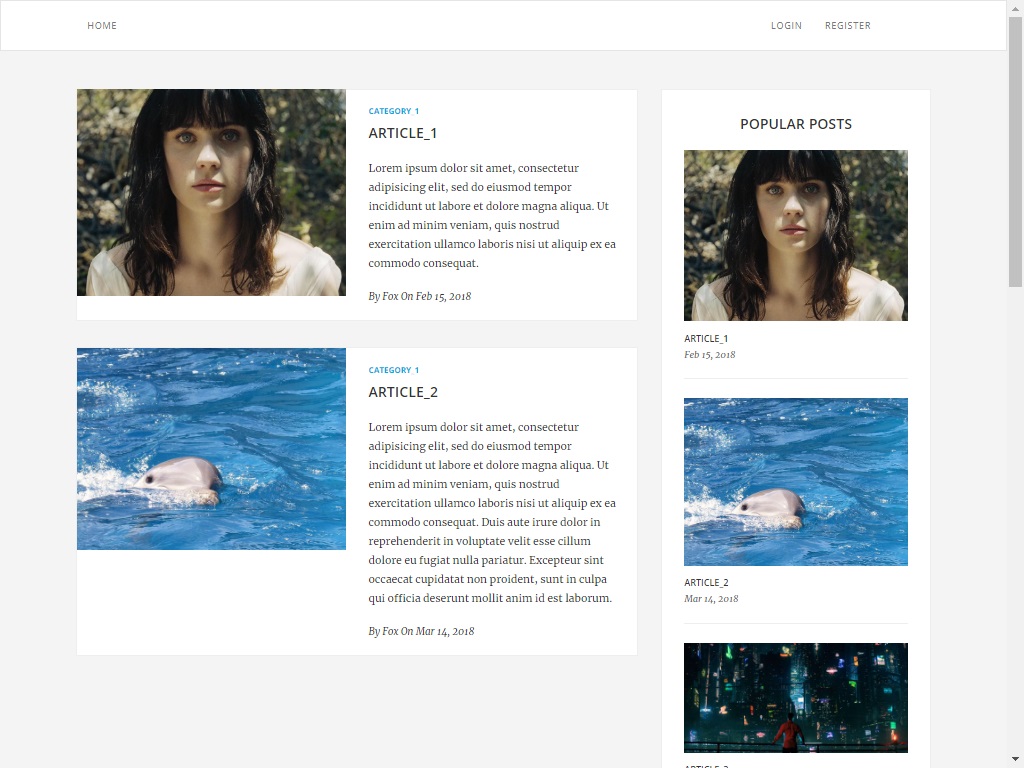 HOME
LOGIN
REGISTER
CATEGORY_1
ARTICLE_1
Lorem ipsum dolor sit amet, consectetur
adipisicing elit, sed do eiusmod tempor
incididunt ut labore et dolore magna aliqua. Ut
enim ad minim veniam, quis nostrud
exercitation ullamco laboris nisi ut aliquip ex ea
commodo consequat.
By Fox On Feb 15, 2018
CATEGORY_1
ARTICLE_2
Lorem ipsum dolor sit amet, consectetur
adipisicing elit, sed do eiusmod tempor
incididunt ut labore et dolore magna aliqua. Ut
enim ad minim veniam, quis nostrud
exercitation ullamco laboris nisi ut aliquip ex ea
commodo consequat. Duis aute irure dolor in
reprehenderit in voluptate velit esse cillum
dolore eu fugiat nulla pariatur. Excepteur sint
occaecat cupidatat non proident, sunt in culpa
qui officia deserunt mollit anim id est laborum.
By Fox On Mar 14, 2018
POPULAR POSTS
ARTICLE_1
Feb 15, 2018
ARTICLE_2
Mar 14, 2018